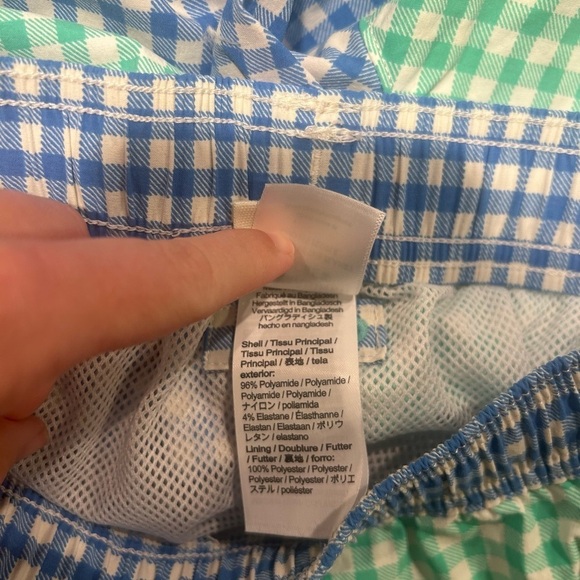 Fabriqué au Bangladesh
Hergestellt in Bangladesch
Vervaardigd in Bangladesh
バングラディシュ製
hecho en nangladesh
Shell / Tissu Principal /
Tissu Principal / Tissu
Principal / 表地 / tela
exterior:
96% Polyamide / Polyamide /
Polyamide / Polyamide /
ナイロン / poliamida
4% Elastane / Élasthanne /
Elastan / Elastaan / ポリウ
レタン / elastano
Lining / Doublure / Futter
/ Futter / 裏地 / forro:
100% Polyester / Polyester /
Polyester / Polyester / ポリエ
ステル / poliéster